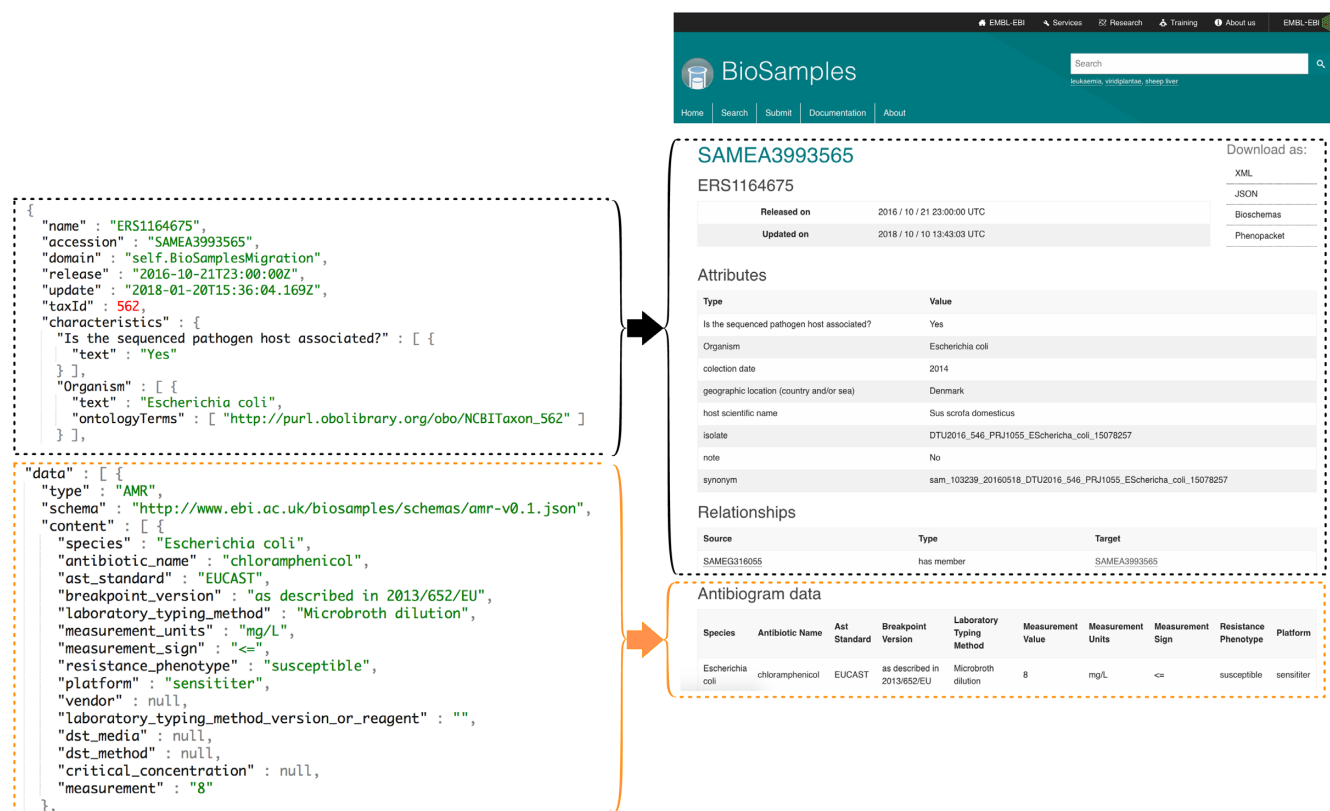 EMBL-EBI Services Research Training About us EMBL-EBI
BioSamples
Search
leukaemia, viridiplantae, sheep liver
Home Search Submit Documentation About
{
"name" : "ERS1164675",
"accession" : "SAMEA3993565",
"domain" : "self.BioSamplesMigration",
"release" : "2016-10-21T23:00:00Z",
"update" : "2018-01-20T15:36:04.169Z",
"taxId" : 562,
"characteristics" : {
"Is the sequenced pathogen host associated?" : [ {
"text" : "Yes"
} ],
"Organism" : [ {
"text" : "Escherichia coli",
"ontologyTerms" : [ "http://purl.obolibrary.org/obo/NCBITaxon_562" ]
} ],
"data" : [ {
"type" : "AMR",
"schema" : "http://www.ebi.ac.uk/biosamples/schemas/amr-v0.1.json",
"content" : [ {
"species" : "Escherichia coli",
"antibiotic_name" : "chloramphenicol",
"ast_standard" : "EUCAST",
"breakpoint_version" : "as described in 2013/652/EU",
"laboratory_typing_method" : "Microbroth dilution",
"measurement_units" : "mg/L",
"measurement_sign" : "<=",
"resistance_phenotype" : "susceptible",
"platform" : "sensititer",
"vendor" : null,
"laboratory_typing_method_version_or_reagent" : "",
"dst_media" : null,
"dst_method" : null,
"critical_concentration" : null,
"measurement" : "8"
},
SAMEA3993565
ERS1164675
Released on 2016 / 10 / 21 23:00:00 UTC
Updated on 2018 / 10 / 10 13:43:03 UTC
Download as:
XML
JSON
Bioschemas
Phenopacket
Attributes
Type Value
Is the sequenced pathogen host associated? Yes
Organism Escherichia coli
colection date 2014
geographic location (country and/or sea) Denmark
host scientific name Sus scrofa domesticus
isolate DTU2016_546_PRJ1055_EScherichia_coli_15078257
note No
synonym sam_103239_20160518_DTU2016_546_PRJ1055_EScherichia_coli_15078257
Relationships
Source Type Target
SAMEG316055 has member SAMEA3993565
Antibiogram data
Species Antibiotic Name Ast Standard Breakpoint Version Laboratory Typing Method Measurement Value Measurement Units Measurement Sign Resistance Phenotype Platform
Escherichia coli chloramphenicol EUCAST as described in 2013/652/EU Microbroth dilution 8 mg/L <= susceptible sensititer